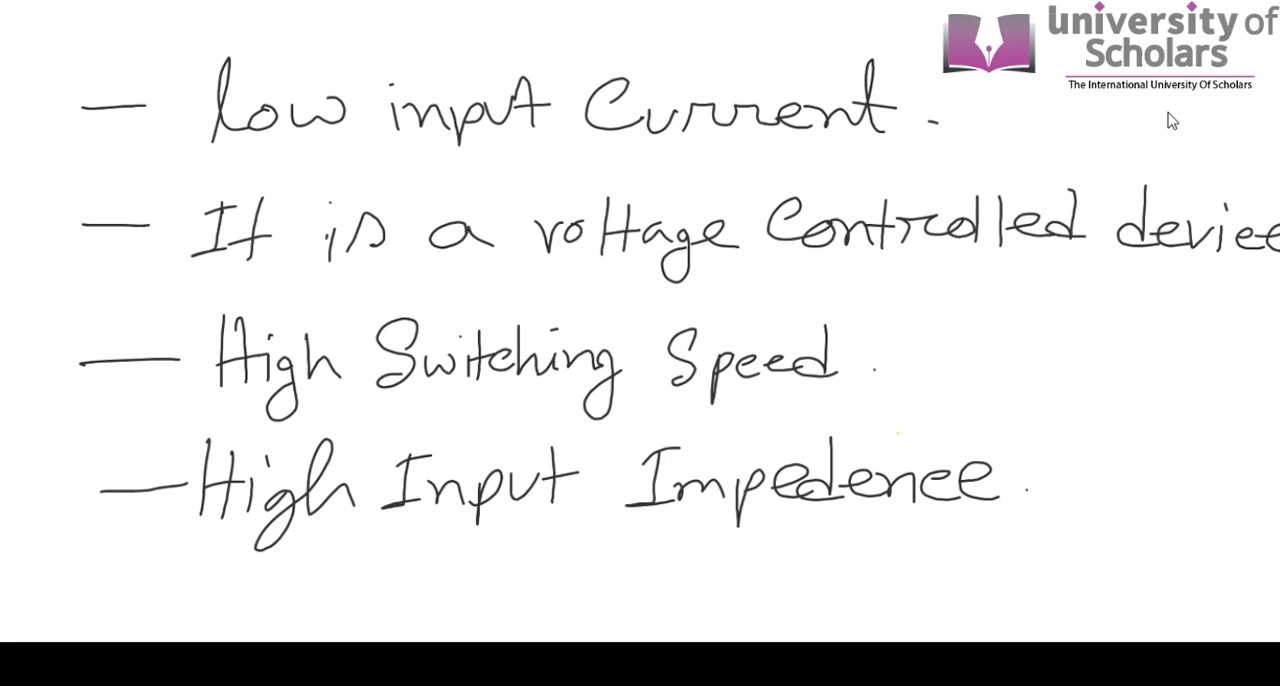 University of
Scholars
The International University Of Scholars
— low input Current.
— It is a voltage Controlled device
— High Switching Speed.
— High Input Impedence.